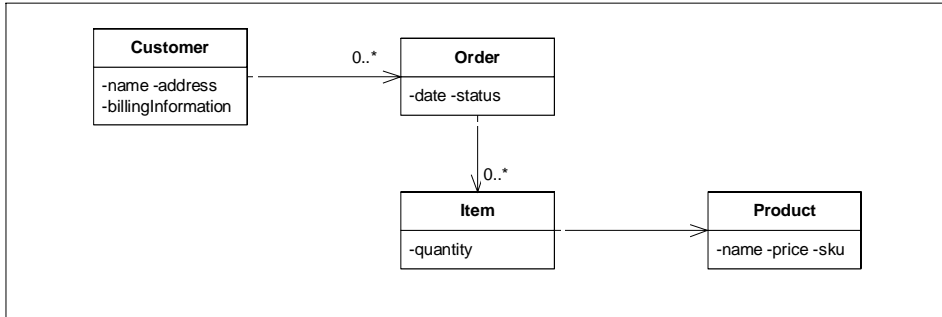 Customer
-name -address
-billingInformation
0..*
Order
-date -status
0..*
Item
-quantity
Product
-name -price -sku